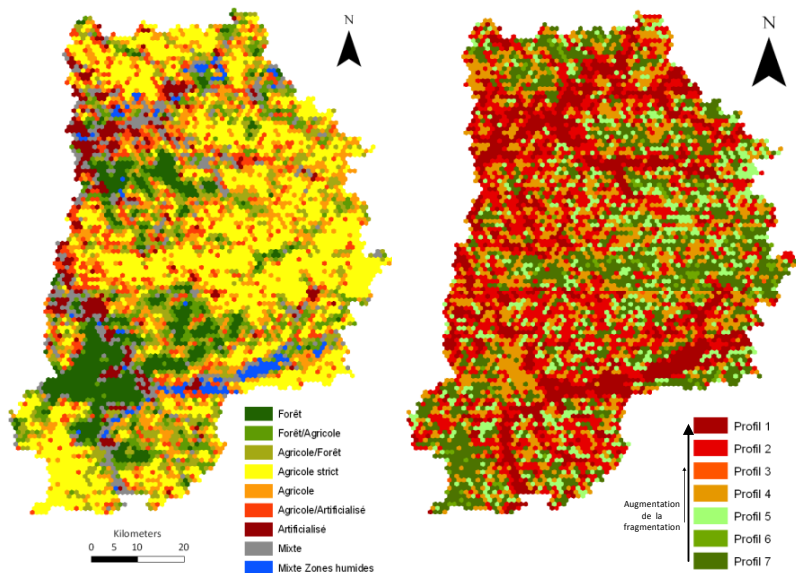 N
N
Forêt
Forêt/Agricole
Agricole/Forêt
Agricole strict
Agricole
Agricole/Artificialisé
Artificialisé
Mixte
Mixte Zones humides
Kilometers
0 5 10 20
Augmentation
de la
fragmentation
Profil 1
Profil 2
Profil 3
Profil 4
Profil 5
Profil 6
Profil 7